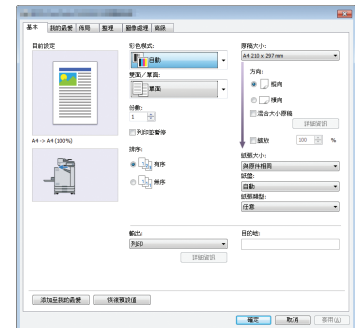 基本 我的最愛 佈局 整理 圖像處理 資訊
目前設定
彩色模式:
自動
雙面/單面:
單面
份數:
1
列印並暫停
排序:
有序
無序
A4 -> A4 (100%)
原稿大小:
A4 210 x 297 mm
方向:
縱向
橫向
混合大小原稿
詳細資訊
縮放
100 %
紙張大小:
與原件相同
紙盤:
自動
紙張類型:
任意
輸出:
列印
詳細資訊
目的地:
添加至我的最愛 恢復預設值
確定 取消 套用(A)